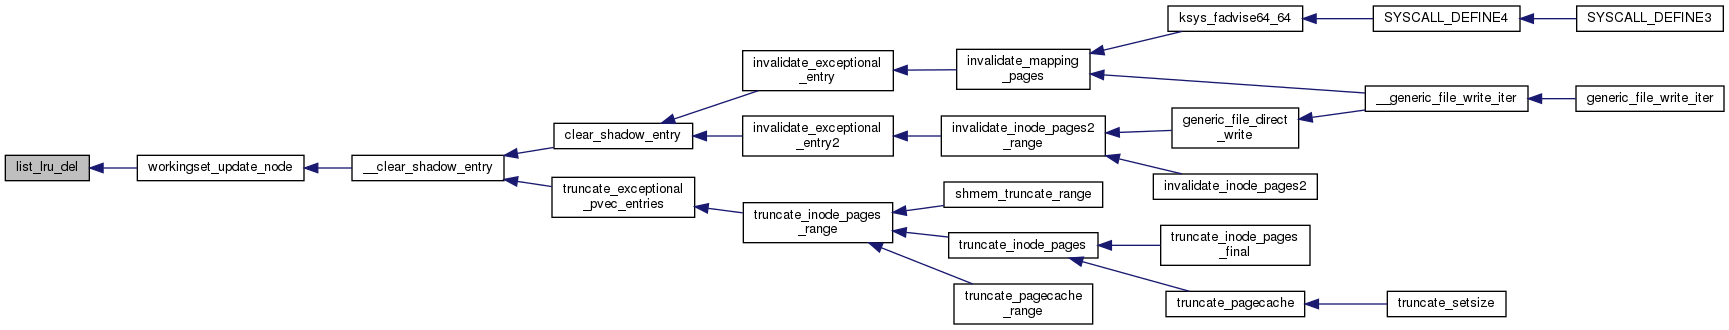 ksys_fadvise64_64
SYSCALL_DEFINE4
SYSCALL_DEFINE3
invalidate_exceptional
_entry
invalidate_mapping
_pages
__generic_file_write_iter
generic_file_write_iter
clear_shadow_entry
invalidate_exceptional
_entry2
invalidate_inode_pages2
_range
generic_file_direct
_write
list_lru_del
workingset_update_node
__clear_shadow_entry
invalidate_inode_pages2
truncate_exceptional
_pvec_entries
shmem_truncate_range
truncate_inode_pages
_range
truncate_inode_pages
truncate_inode_pages
_final
truncate_pagecache
_range
truncate_pagecache
truncate_setsize